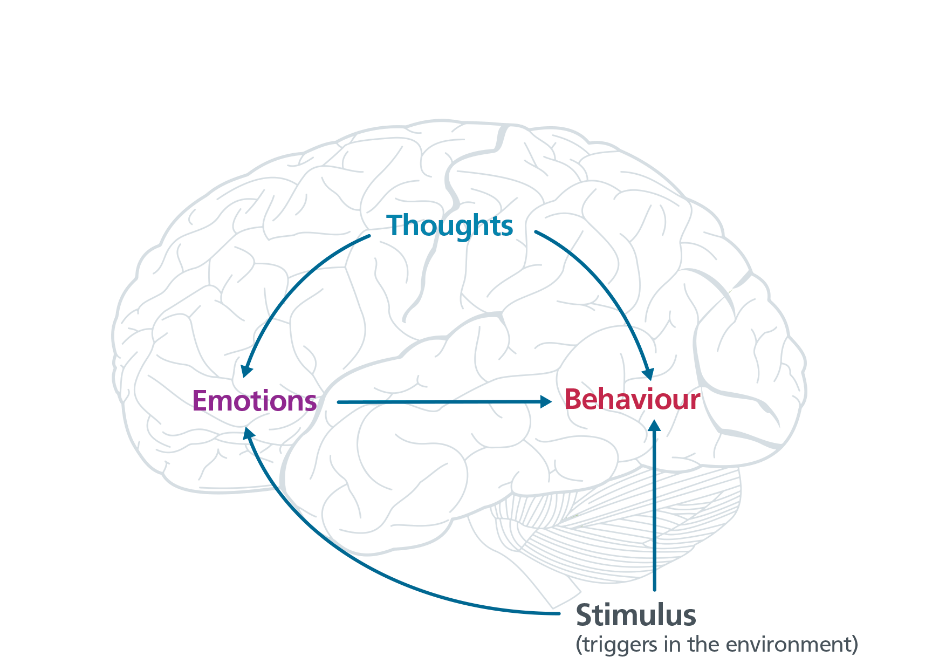 Thoughts
Emotions
Behaviour
Stimulus
(triggers in the environment)